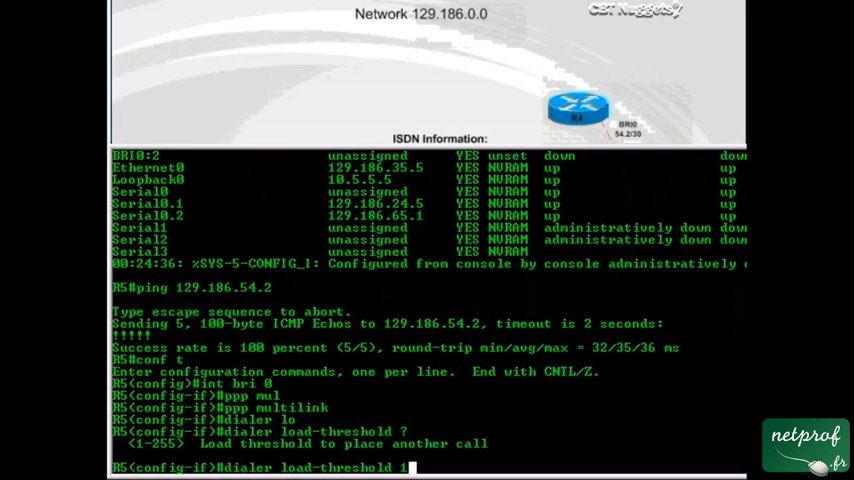 Network 129.186.0.0
CBT Nuggets
R4
BRI0
54.2/30
ISDN Information:
BRI0:2 unassigned YES unset down dow
Ethernet0 129.186.35.5 YES NVRAM up up
Loopback0 10.5.5.5 YES NVRAM up up
Serial0 unassigned YES NVRAM up up
Serial0.1 129.186.24.5 YES NVRAM up up
Serial0.2 129.186.65.1 YES NVRAM up up
Serial1 unassigned YES NVRAM administratively down dow
Serial2 unassigned YES NVRAM administratively down dow
Serial3 unassigned YES NVRAM
00:24:36: %SYS-5-CONFIG_I: Configured from console by console administratively d
R5#ping 129.186.54.2
Type escape sequence to abort.
Sending 5, 100-byte ICMP Echos to 129.186.54.2, timeout is 2 seconds:
!!!!!
Success rate is 100 percent (5/5), round-trip min/avg/max = 32/35/36 ms
R5#conf t
Enter configuration commands, one per line.  End with CNTL/Z.
R5(config)#int bri 0
R5(config-if)#ppp mul
R5(config-if)#ppp multilink
R5(config-if)#dialer lo
R5(config-if)#dialer load-threshold ?
<1-255>  Load threshold to place another call
R5(config-if)#dialer load-threshold 1
netprof
.fr